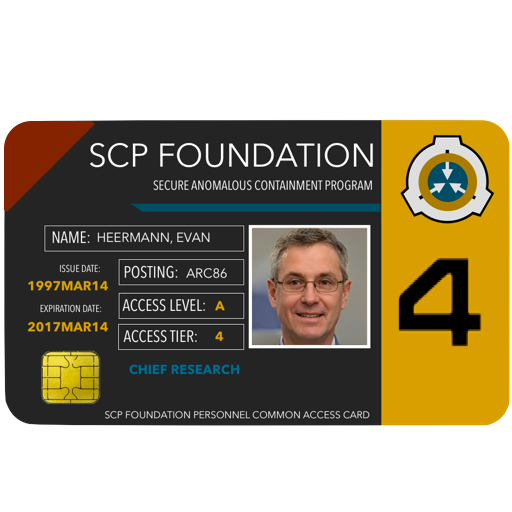 SCP FOUNDATION
SECURE ANOMALOUS CONTAINMENT PROGRAM
NAME: HEERMANN, EVAN
ISSUE DATE:
1997MAR14
EXPIRATION DATE:
2017MAR14
POSTING: ARC86
ACCESS LEVEL: A
ACCESS TIER: 4
CHIEF RESEARCH
4
SCP FOUNDATION PERSONNEL COMMON ACCESS CARD